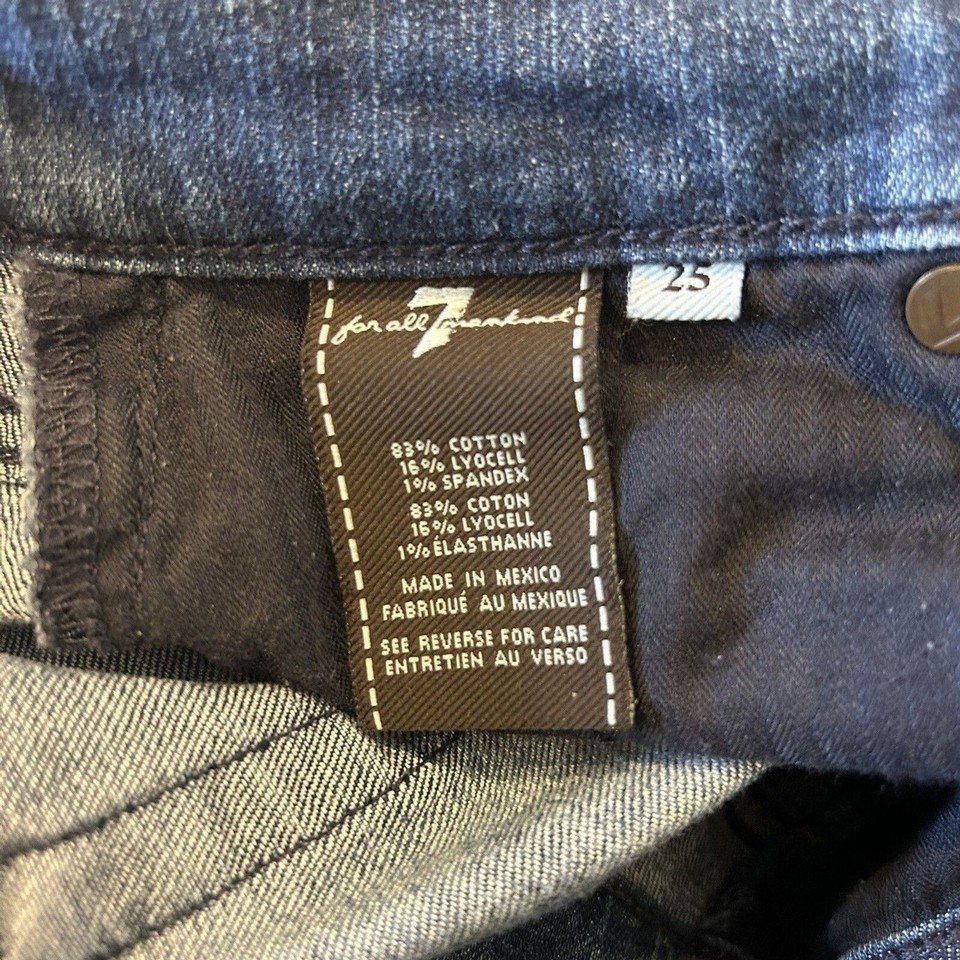 7
for all mankind
25
83% COTTON
16% LYOCELL
1% SPANDEX
83% COTON
16% LYOCELL
1% ÉLASTHANNE
MADE IN MEXICO
FABRIQUÉ AU MEXIQUE
SEE REVERSE FOR CARE
ENTRETIEN AU VERSO